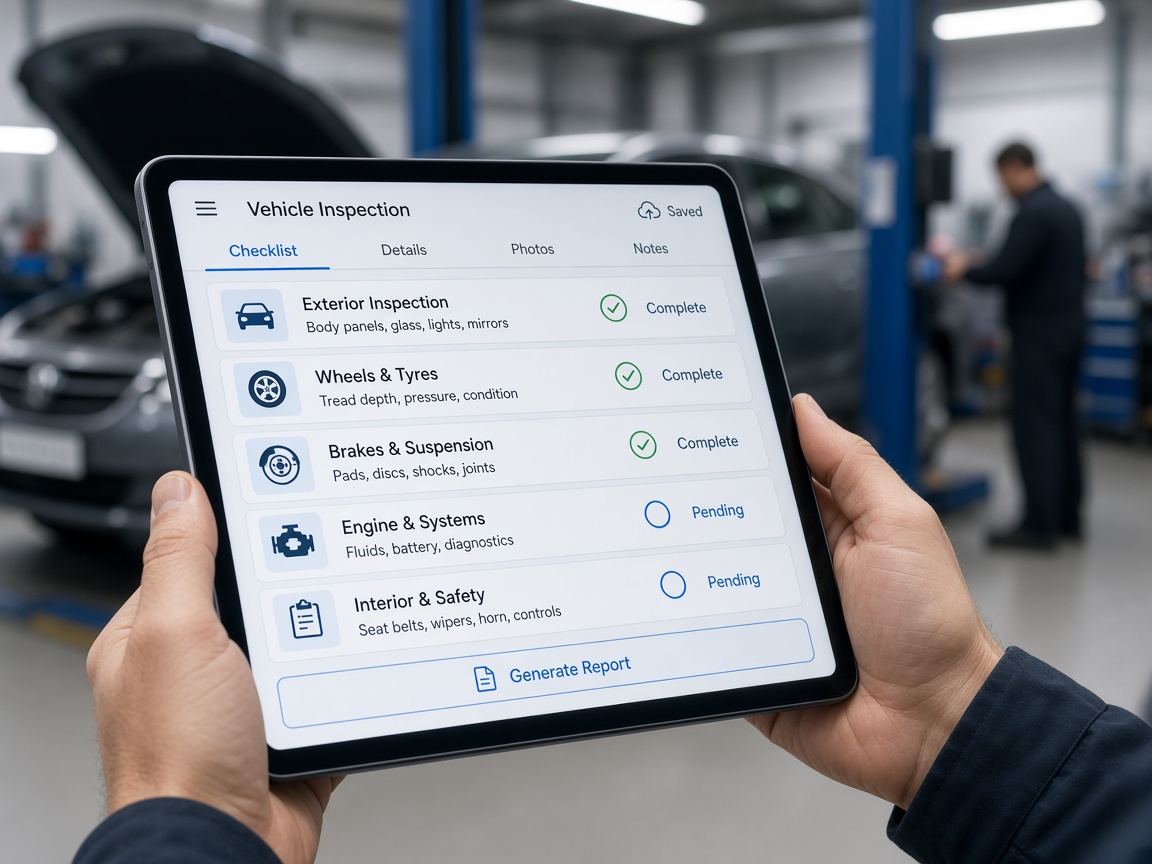 Vehicle Inspection
Saved
Checklist
Details
Photos
Notes
Exterior Inspection
Body panels, glass, lights, mirrors
Complete
Wheels & Tyres
Tread depth, pressure, condition
Complete
Brakes & Suspension
Pads, discs, shocks, joints
Complete
Engine & Systems
Fluids, battery, diagnostics
Pending
Interior & Safety
Seat belts, wipers, horn, controls
Pending
Generate Report